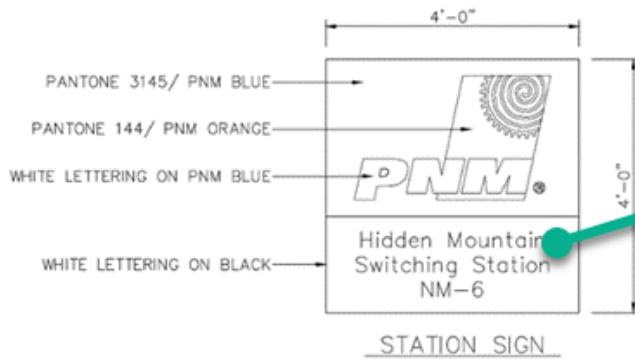 4'-0"
PANTONE 3145/ PNM BLUE
PANTONE 144/ PNM ORANGE
WHITE LETTERING ON PNM BLUE
PNM®
4'-0"
WHITE LETTERING ON BLACK
Hidden Mountain
Switching Station
NM-6
STATION SIGN